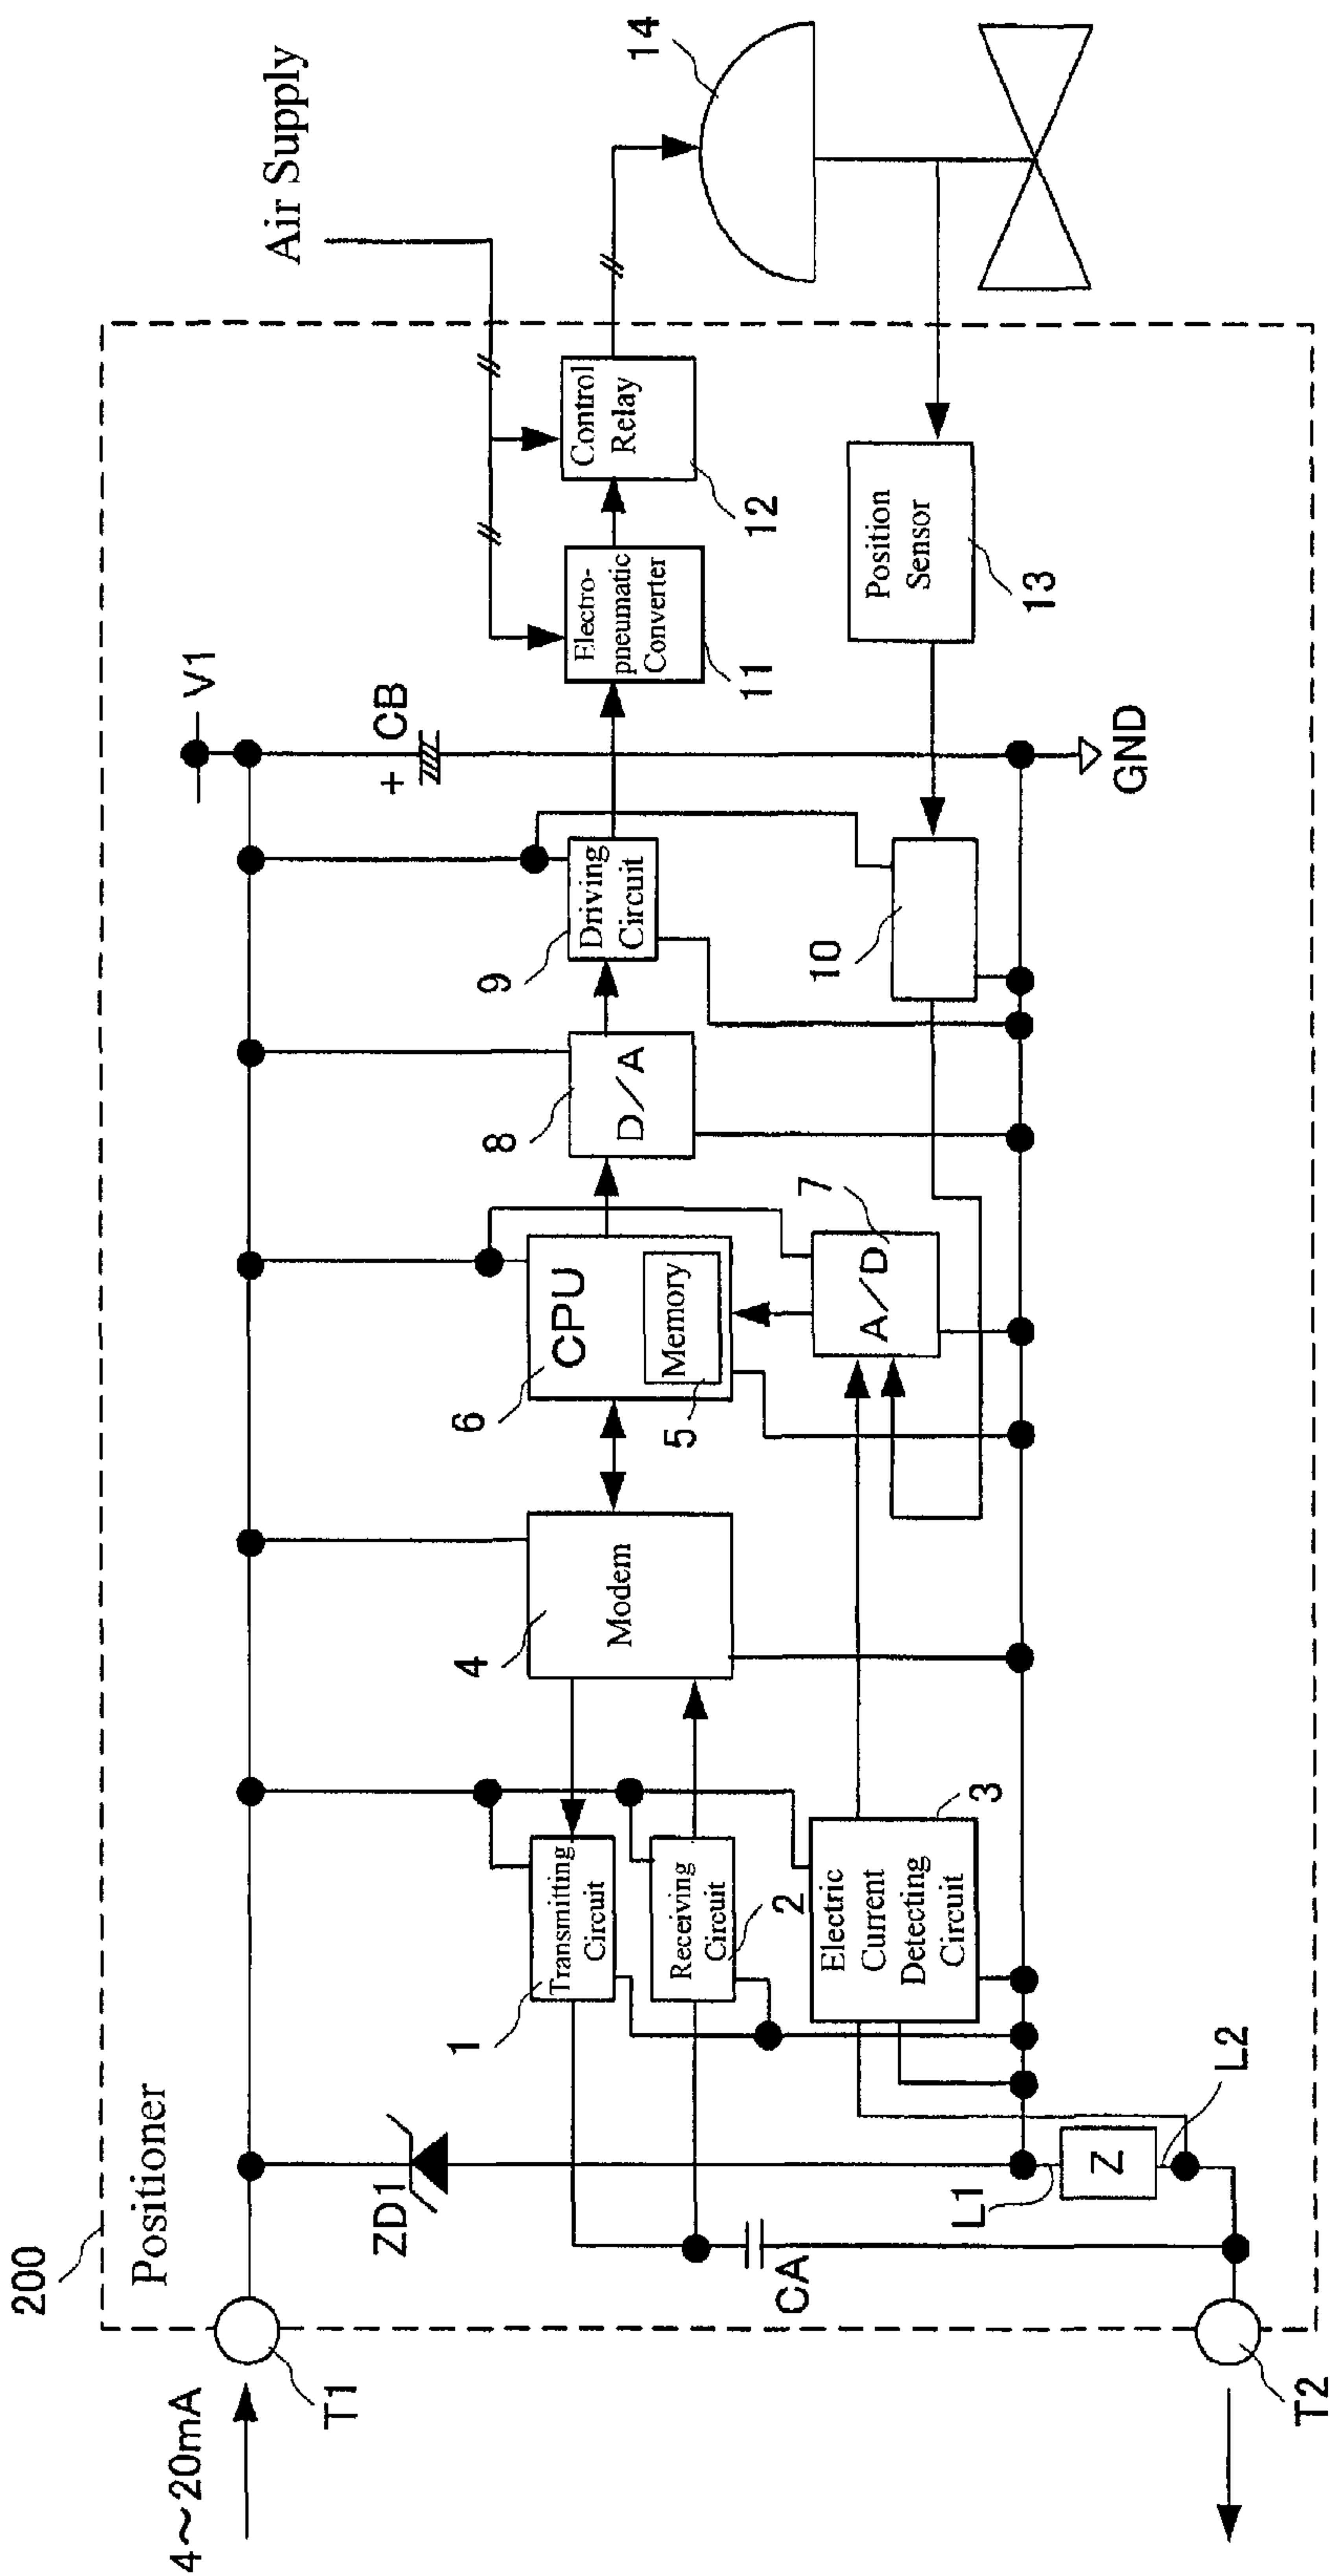 200
Positioner
4～20mA
T1
ZD1
CA
1
Transmitting
Circuit
Receiving
Circuit
2
Electric
Current
Detecting
Circuit
3
L1
Z
L2
T2
4
Modem
6
CPU
Memory
5
A/D
7
8
D/A
9
Driving
Circuit
10
V1
+
CB
GND
Electro-
pneumatic
Converter
11
Control
Relay
12
Position
Sensor
13
Air Supply
14